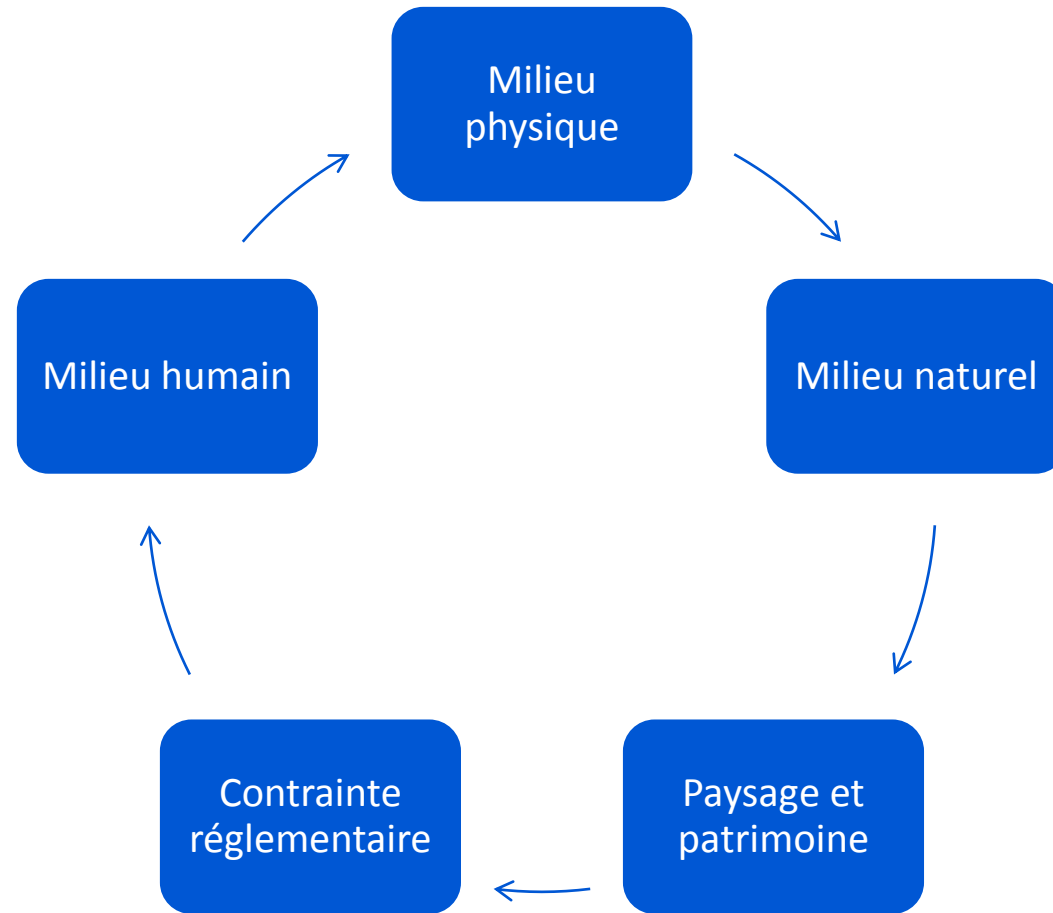 Milieu
physique
Milieu humain
Milieu naturel
Contrainte
réglementaire
Paysage et
patrimoine